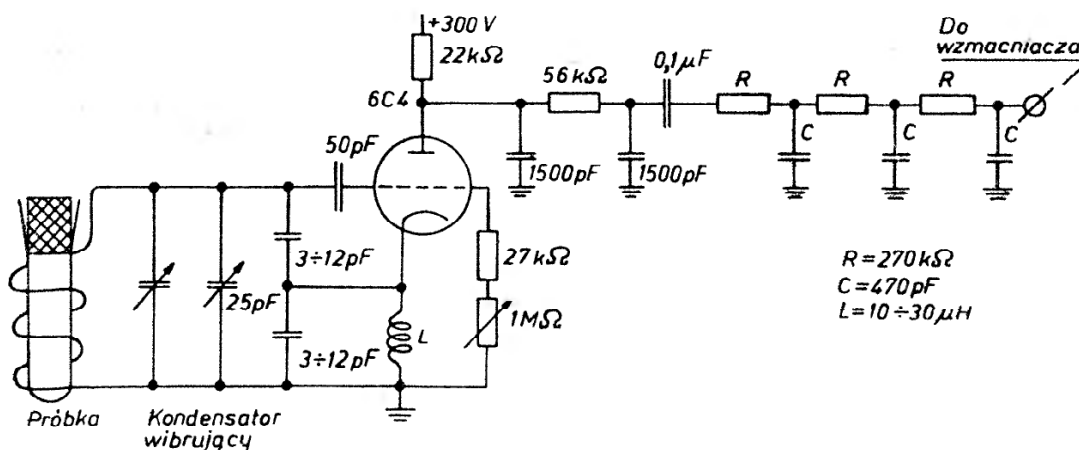 +300 V
22kΩ
6C4
50pF
56kΩ
0,1μF
R
R
R
Do
wzmacniacza
1500pF
1500pF
C
C
C
3÷12pF
25pF
3÷12pF
L
27kΩ
1MΩ
R=270kΩ
C=470pF
L=10÷30μH
Próbka
Kondensator
wibrujący